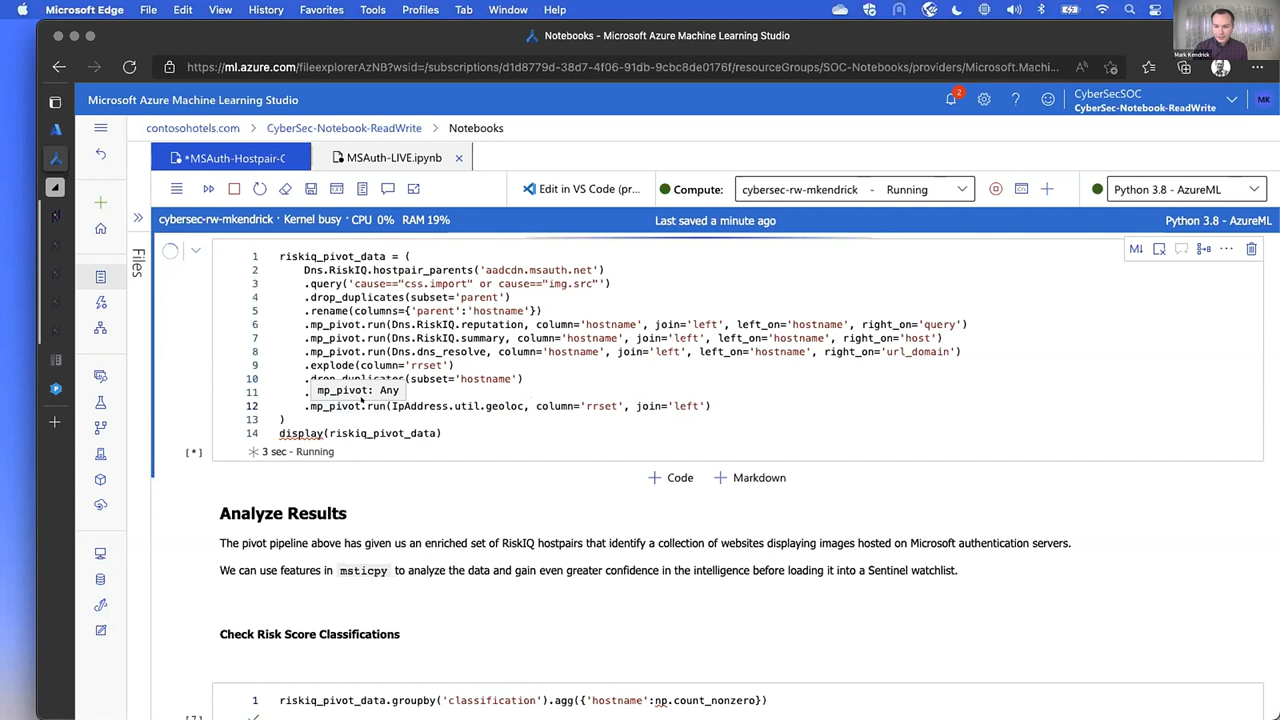 Microsoft Edge File Edit View History Favorites Tools Profiles Tab Window Help
Mark Kendrick
Notebooks - Microsoft Azure Machine Learning Studio
https://ml.azure.com/fileexplorerAzNB?wsid=/subscriptions/d1d8779d-38d7-4f06-91db-9cbc8de0176f/resourceGroups/SOC-Notebooks/providers/Microsoft.Machi...
Microsoft Azure Machine Learning Studio
2
CyberSecSOC
CyberSec-Notebook-ReadWrite
MK
contosohotels.com > CyberSec-Notebook-ReadWrite > Notebooks
*MSAuth-Hostpair-C
MSAuth-LIVE.ipynb
Edit in VS Code (pr...
Compute:
cybersec-rw-mkendrick - Running
Python 3.8 - AzureML
cybersec-rw-mkendrick · Kernel busy · CPU 0% RAM 19%
Last saved a minute ago
Python 3.8 - AzureML
Files
1 riskiq_pivot_data = (
2 Dns.RiskIQ.hostpair_parents('aadcdn.msauth.net')
3 .query('cause=="css.import" or cause=="img.src"')
4 .drop_duplicates(subset='parent')
5 .rename(columns={'parent':'hostname'})
6 .mp_pivot.run(Dns.RiskIQ.reputation, column='hostname', join='left', left_on='hostname', right_on='query')
7 .mp_pivot.run(Dns.RiskIQ.summary, column='hostname', join='left', left_on='hostname', right_on='host')
8 .mp_pivot.run(Dns.dns_resolve, column='hostname', join='left', left_on='hostname', right_on='url_domain')
9 .explode(column='rrset')
10 .drop_duplicates(subset='hostname')
mp_pivot: Any
11 .
12 .mp_pivot.run(IpAddress.util.geoloc, column='rrset', join='left')
13 )
14 display(riskiq_pivot_data)
[*]
3 sec - Running
+ Code + Markdown
Analyze Results
The pivot pipeline above has given us an enriched set of RiskIQ hostpairs that identify a collection of websites displaying images hosted on Microsoft authentication servers.
We can use features in msticpy to analyze the data and gain even greater confidence in the intelligence before loading it into a Sentinel watchlist.
Check Risk Score Classifications
1 riskiq_pivot_data.groupby('classification').agg({'hostname':np.count_nonzero})
[7]